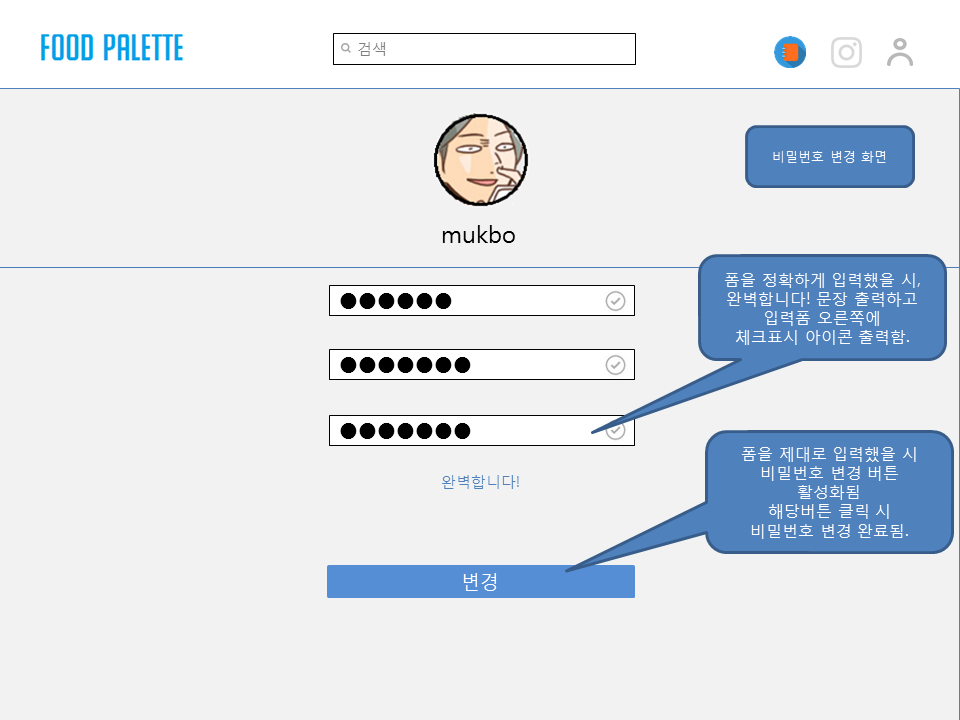 FOOD PALETTE
검색
비밀번호 변경 화면
mukbo
폼을 정확하게 입력했을 시,
완벽합니다! 문장 출력하고
입력폼 오른쪽에
체크표시 아이콘 출력함.
●●●●●●
●●●●●●●
●●●●●●●
폼을 제대로 입력했을 시
비밀번호 변경 버튼
활성화됨
해당버튼 클릭 시
비밀번호 변경 완료됨.
완벽합니다!
변경